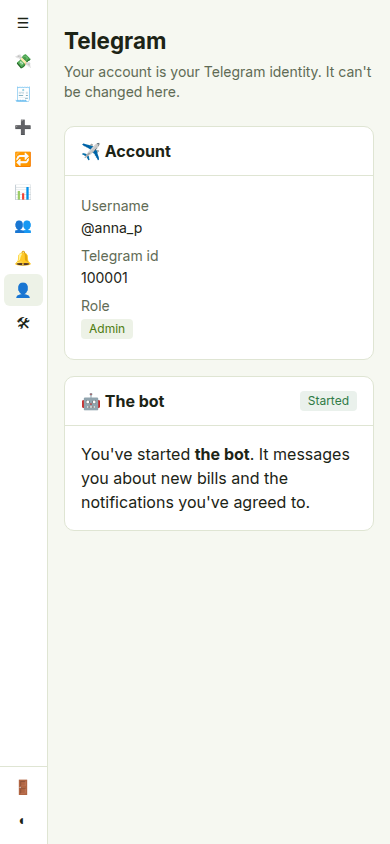 Telegram
Your account is your Telegram identity. It can't
be changed here.
Account
Username
@anna_p
Telegram id
100001
Role
Admin
The bot
Started
You've started the bot. It messages
you about new bills and the
notifications you've agreed to.